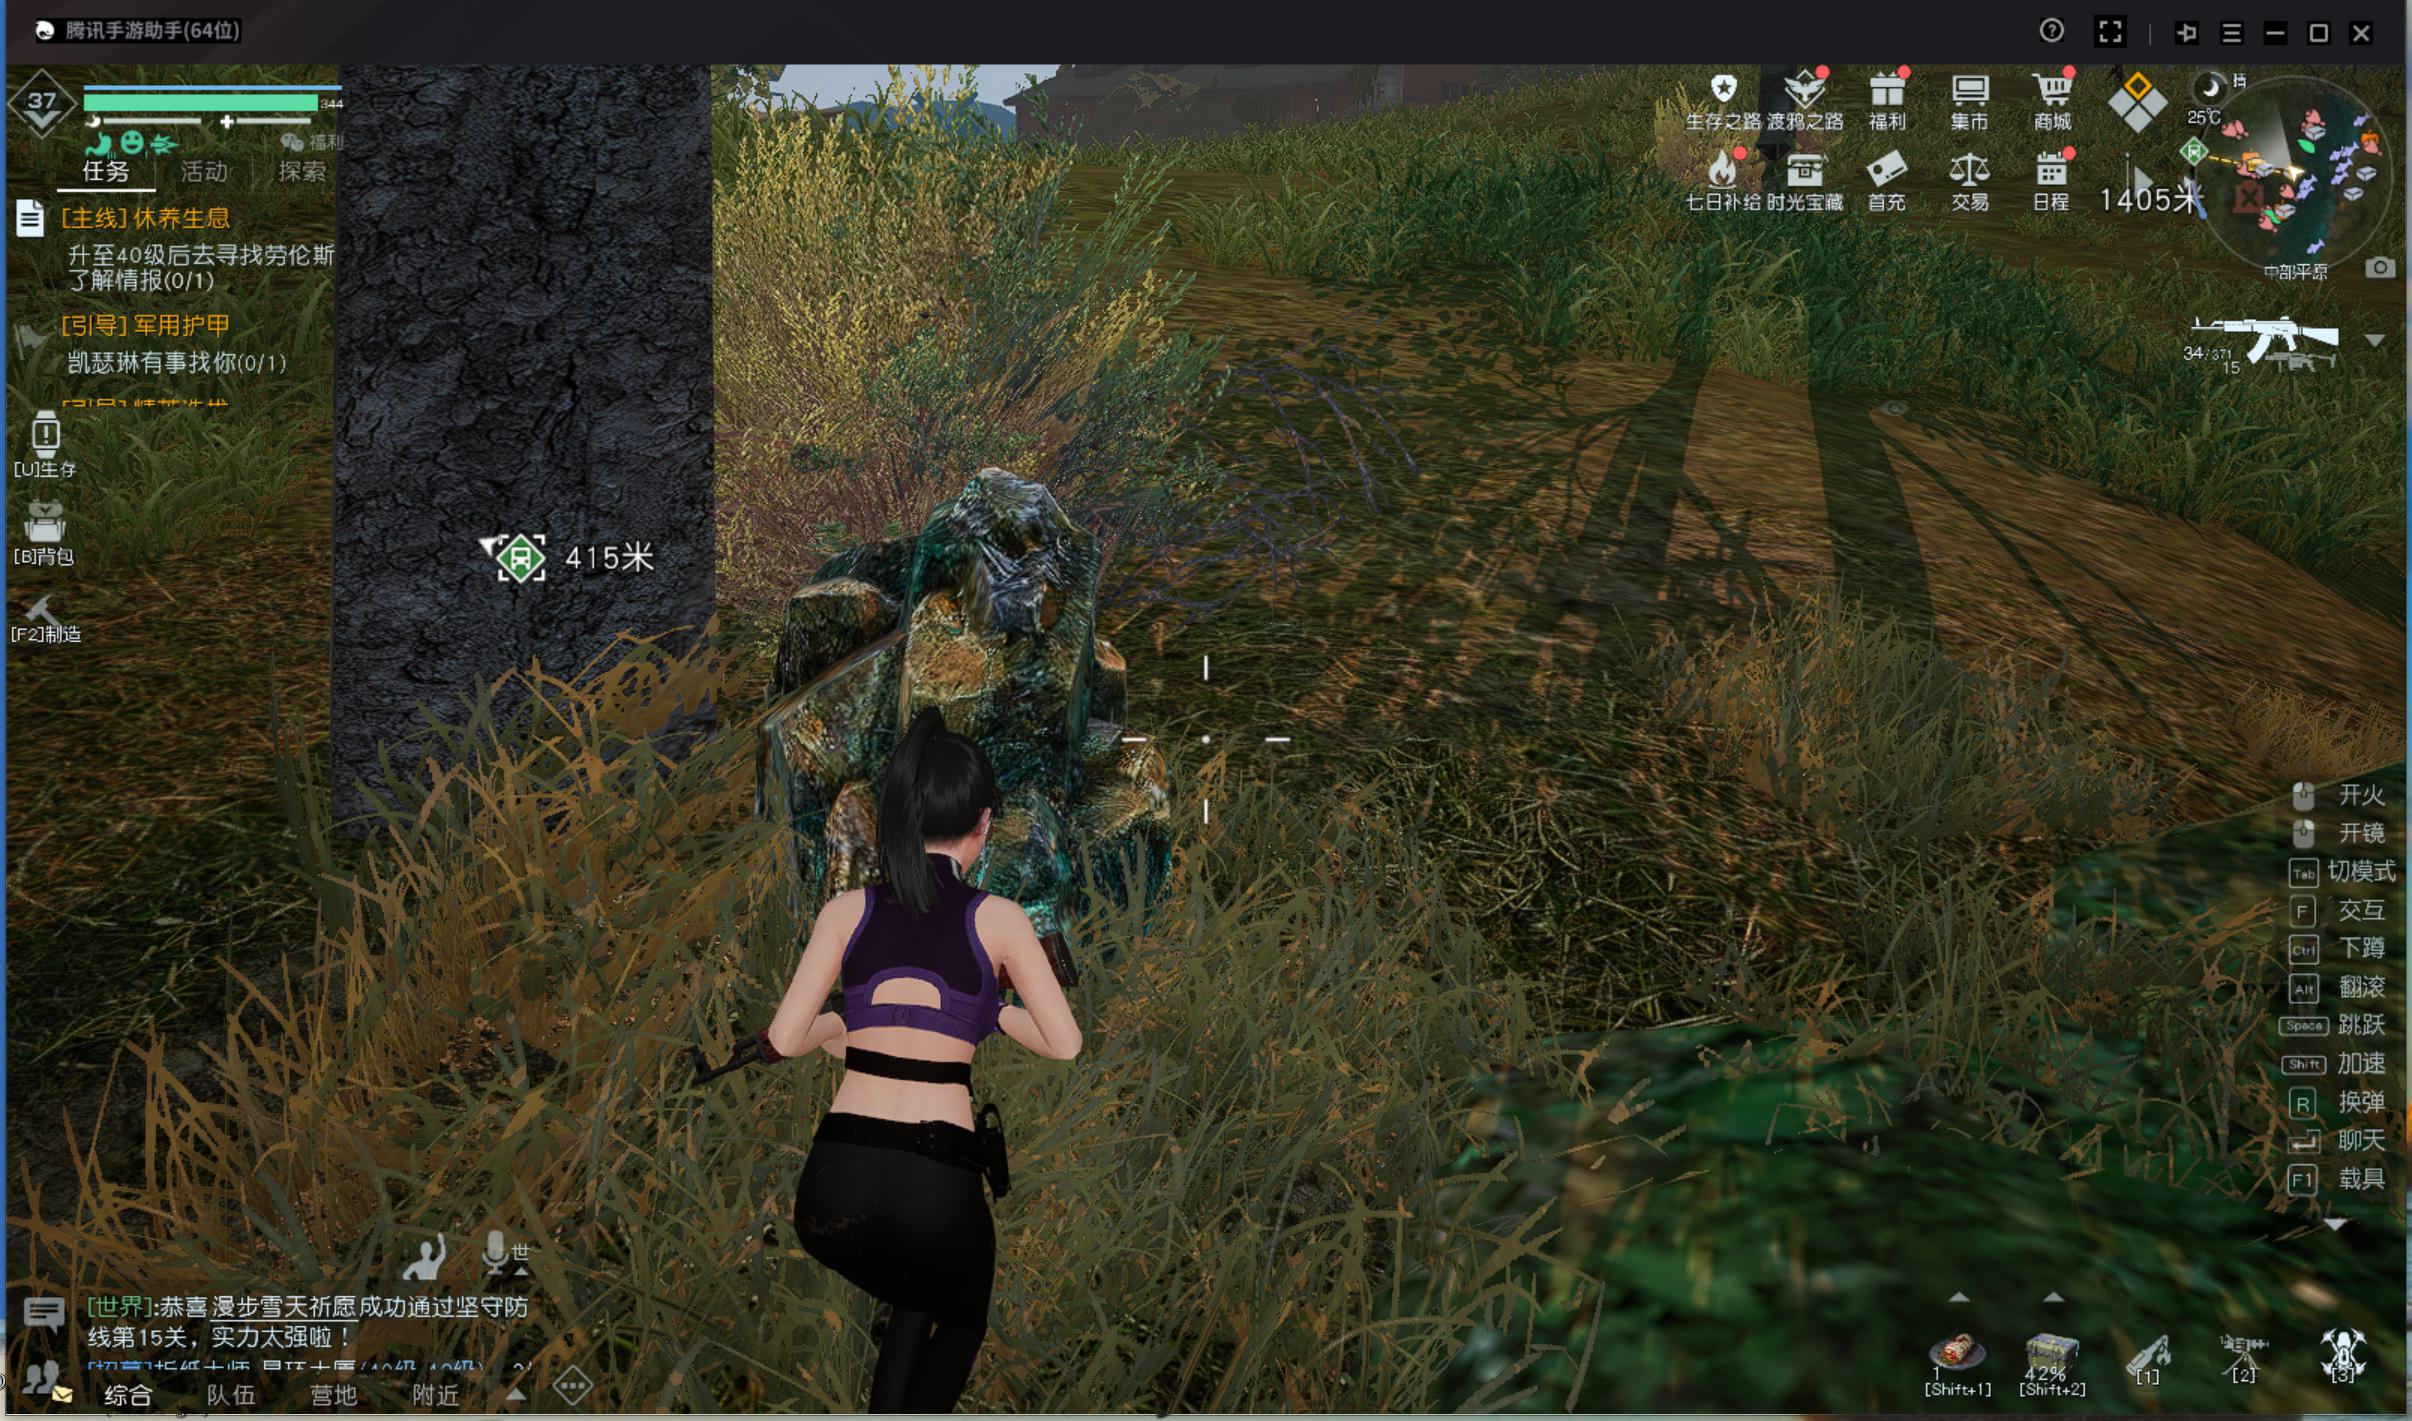 腾讯手游助手(64位)
37
344
福利
任务 活动 探索
[主线] 休养生息
升至40级后去寻找劳伦斯
了解情报(0/1)
[引导] 军用护甲
凯瑟琳有事找你(0/1)
[U]生存
[B]背包
[F2]制造
415米
生存之路 渡鸦之路 福利 集市 商城
七日补给 时光宝藏 首充 交易 日程
25℃
1405米
中部平原
34/371
15
开火
开镜
Tab 切模式
F 交互
Ctrl 下蹲
Alt 翻滚
Space 跳跃
Shift 加速
R 换弹
聊天
F1 载具
世
[世界]:恭喜漫步雪天祈愿成功通过坚守防
线第15关，实力太强啦！
综合 队伍 营地 附近
1
[Shift+1]
42%
[Shift+2]
[1]
[2]
[3]